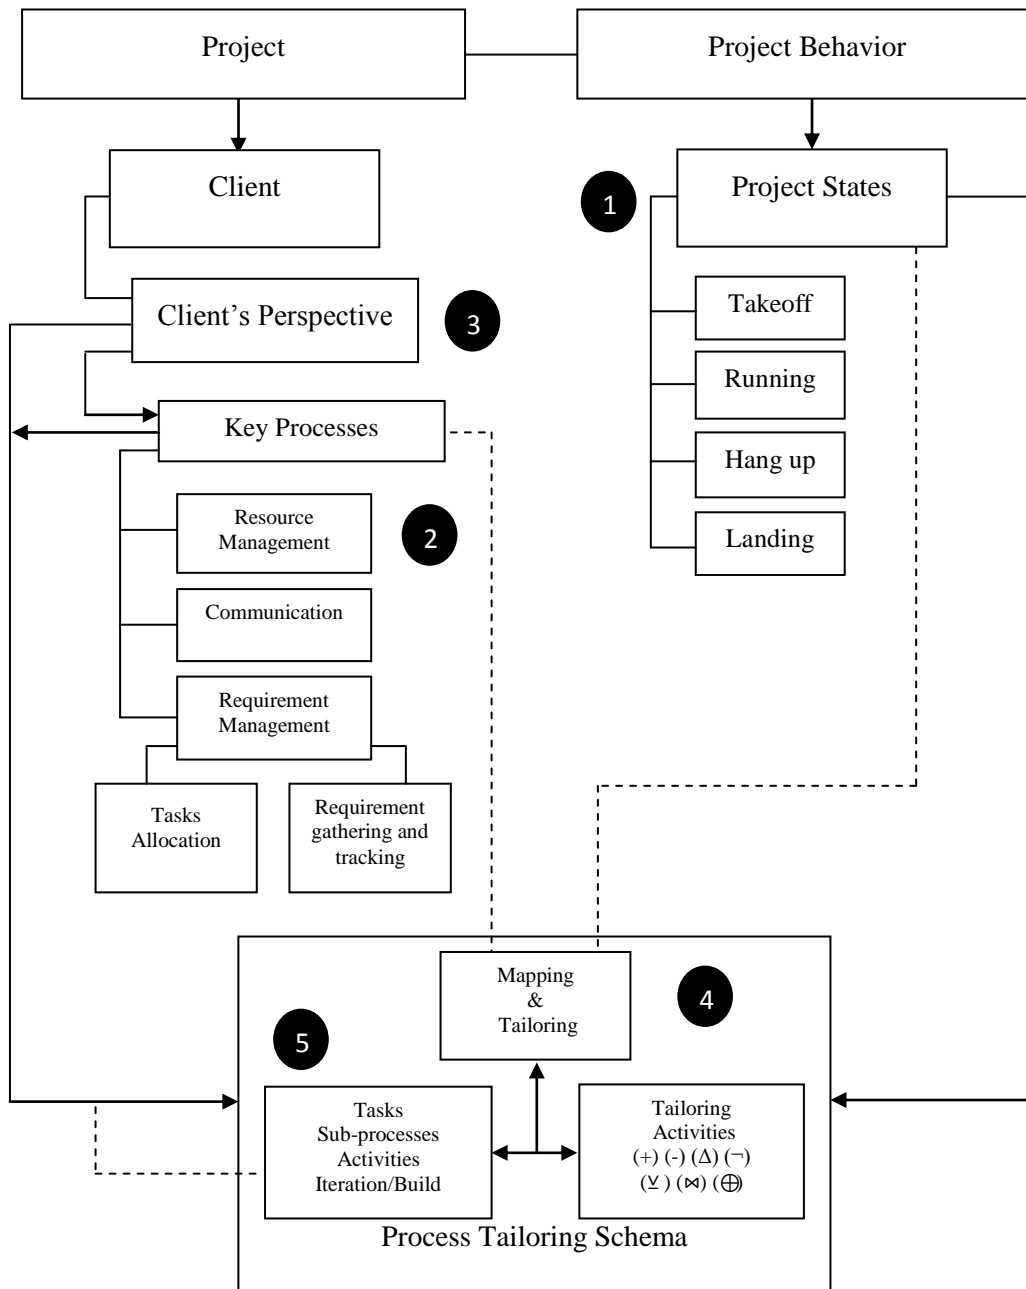 Project
Project Behavior
Client
1
Project States
Client's Perspective
3
Takeoff
Running
Key Processes
Hang up
Resource
Management
2
Landing
Communication
Requirement
Management
Tasks
Allocation
Requirement
gathering and
tracking
Mapping
&
Tailoring
4
5
Tasks
Sub-processes
Activities
Iteration/Build
Tailoring
Activities
(+) (-) (Δ) (¬)
(⊻) (⋈) (⊕)
Process Tailoring Schema